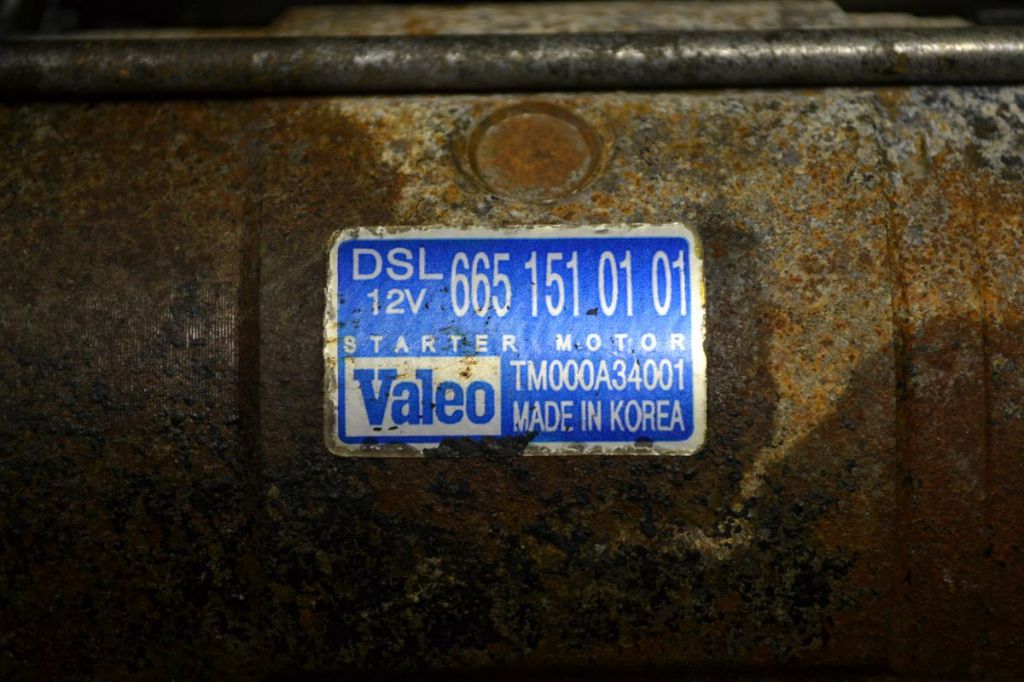 DSL 665 151 01 01
12V
STARTER MOTOR
Valeo TM000A34001
MADE IN KOREA